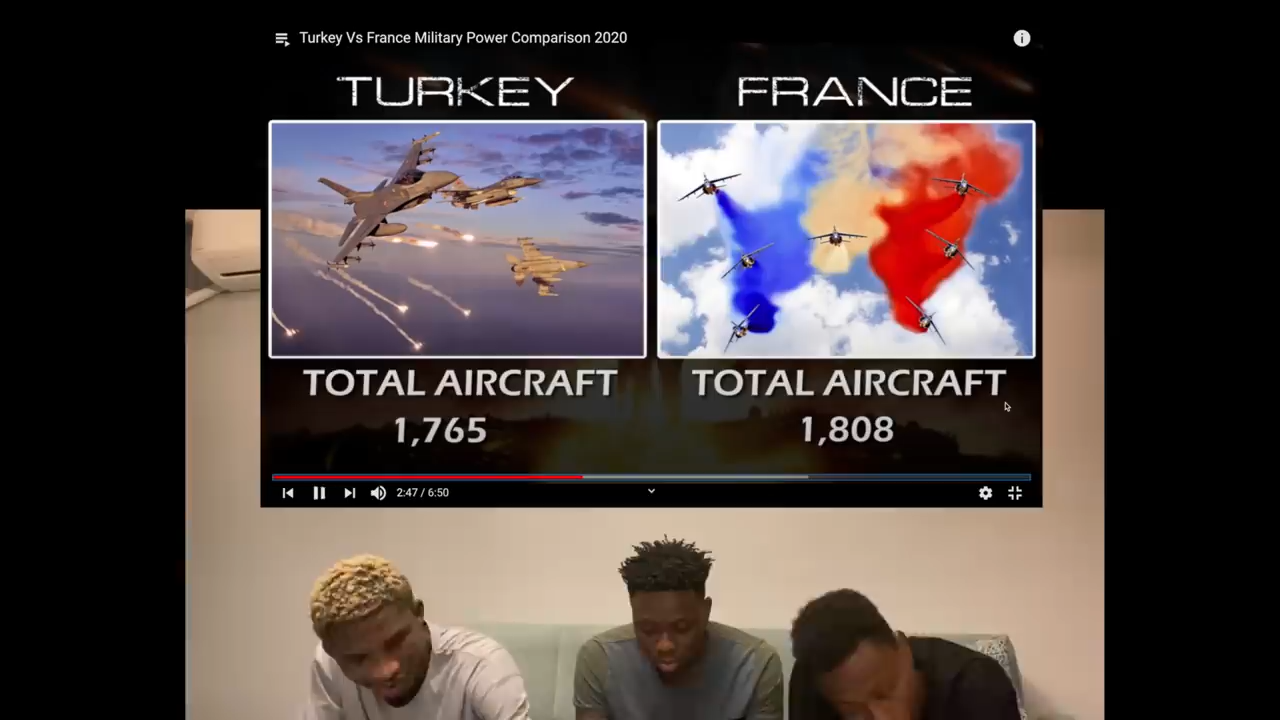 Turkey Vs France Military Power Comparison 2020
TURKEY
FRANCE
TOTAL AIRCRAFT
1,765
TOTAL AIRCRAFT
1,808
2:47 / 6:50